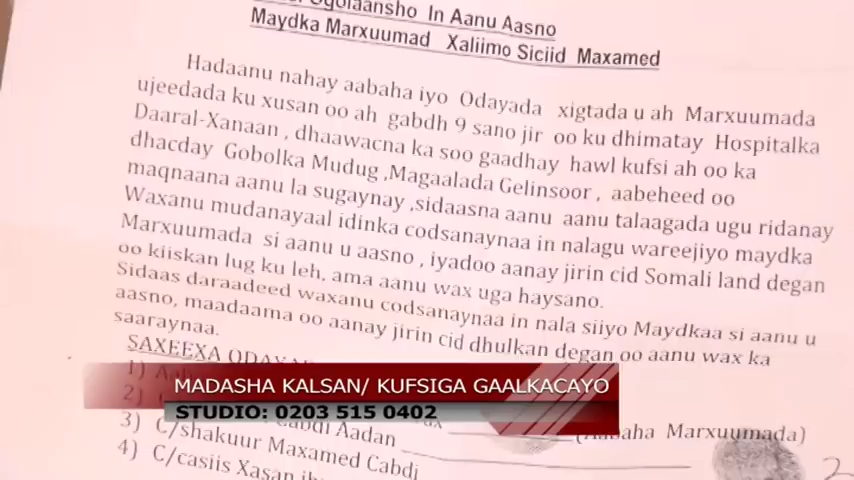 Ogolaansho In Aanu Aasno
Maydka Marxuumad Xaliimo Siciid Maxamed
Hadaanu nahay aabaha iyo Odayada xigtada u ah Marxuumada
ujeedada ku xusan oo ah gabdh 9 sano jir oo ku dhimatay Hospitalka
Daaral-Xanaan , dhaawacna ka soo gaadhay hawl kufsi ah oo ka
dhacday Gobolka Mudug ,Magaalada Gelinsoor , aabeheed oo
maqnaana aanu la sugaynay ,sidaasna aanu aanu talaagada ugu ridanay
Waxanu mudanayaal idinka codsanaynaa in nalagu wareejiyo maydka
Marxuumada si aanu u aasno , iyadoo aanay jirin cid Somali land degan
oo kiiskan lug ku leh, ama aanu wax uga haysano.
Sidaas daraadeed waxanu codsanaynaa in nala siiyo Maydkaa si aanu u
aasno, maadaama oo aanay jirin cid dhulkan degan oo aanu wax ka
saaraynaa.
SAXEEXA
1)
MADASHA KALSAN/ KUFSIGA GAALKACAYO
STUDIO: 0203 515 0402
2)
Marxuumada)
3) C/shakuur Maxamed Cabdi
4) C/casiis Xasan